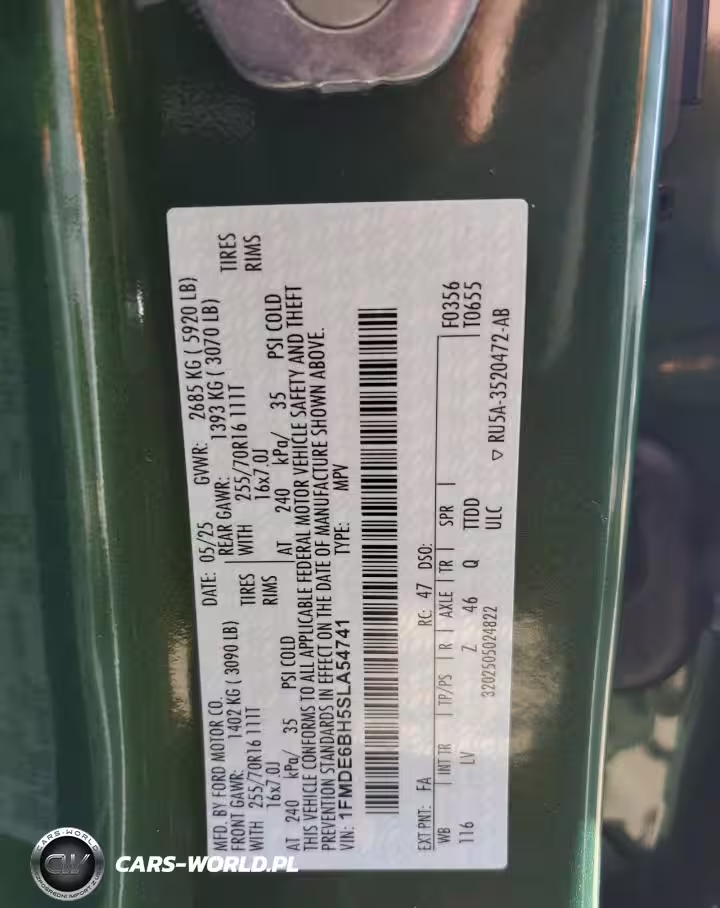 MFD. BY FORD MOTOR CO.
DATE: 05/25 GVWR: 2685 KG ( 5920 LB)
FRONT GAWR: 1402 KG ( 3090 LB) REAR GAWR: 1393 KG ( 3070 LB)
WITH 255/70R16 111T TIRES WITH 255/70R16 111T TIRES
16x7.0J RIMS 16x7.0J RIMS
AT 240 kPa/ 35 PSI COLD AT 240 kPa/ 35 PSI COLD
THIS VEHICLE CONFORMS TO ALL APPLICABLE FEDERAL MOTOR VEHICLE SAFETY AND THEFT
PREVENTION STANDARDS IN EFFECT ON THE DATE OF MANUFACTURE SHOWN ABOVE.
VIN: 1FMDE6BH5SLA54741 TYPE: MPV
EXT PNT: FA RC: 47 DSO: F0356
WB INT TR TP/PS R AXLE TR SPR T0655
116 LV Z 46 Q TTDD
ULC
3202505024822 ▽ RU5A-3520472-AB
CARS-WORLD
CW
CARS-WORLD.PL